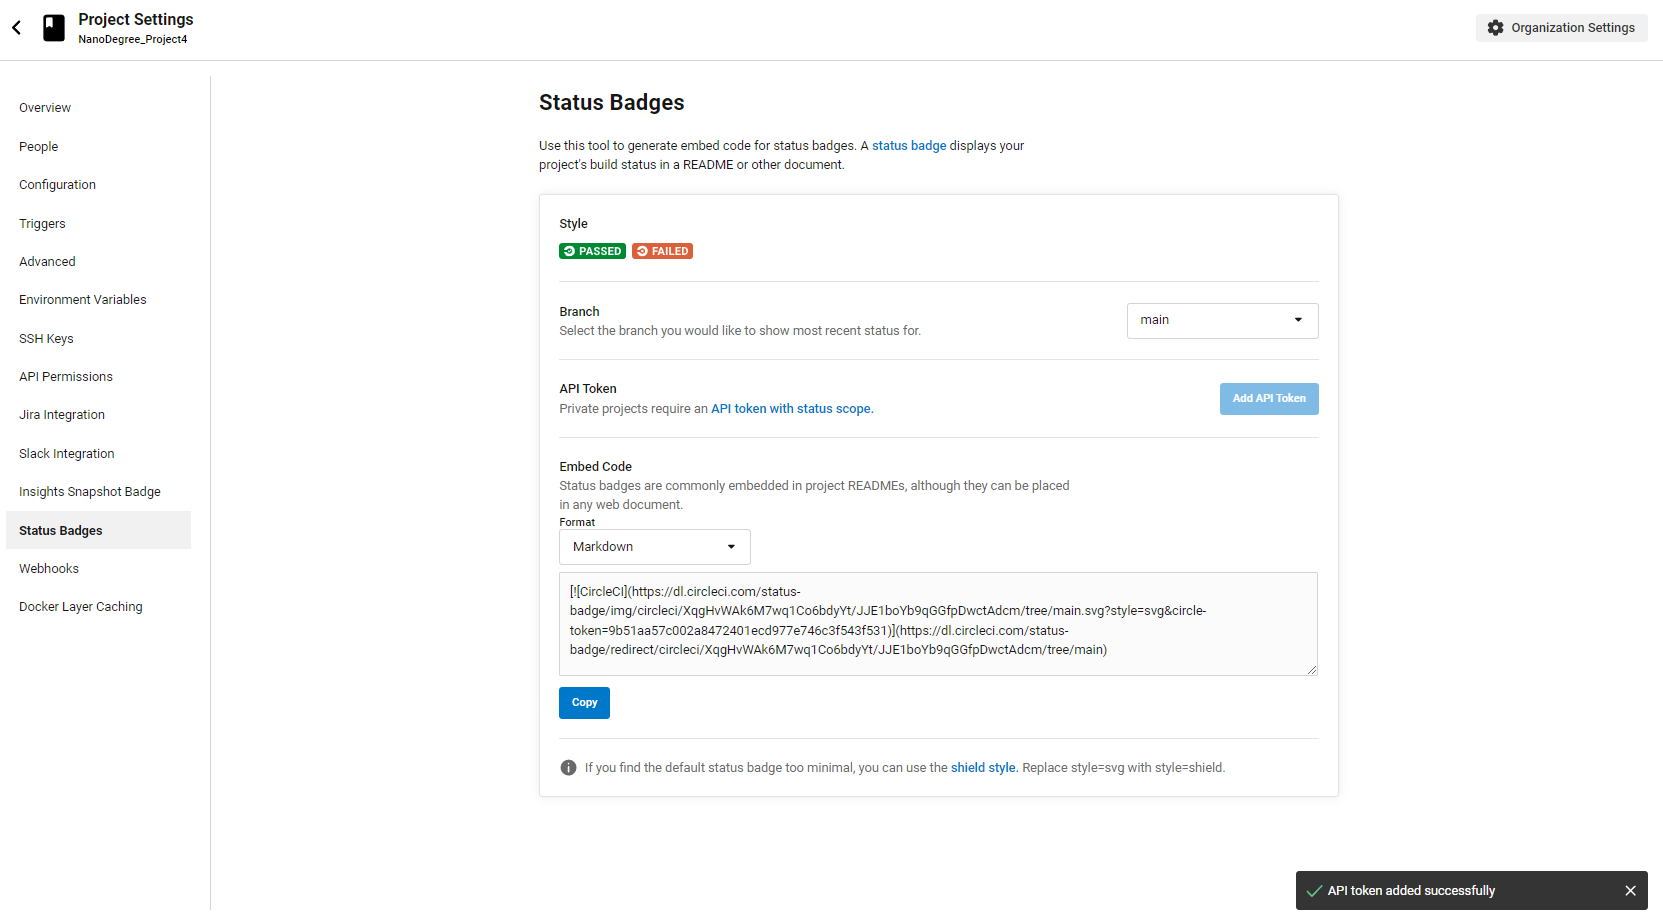 Project Settings
NanoDegree_Project4
Organization Settings
Overview
People
Configuration
Triggers
Advanced
Environment Variables
SSH Keys
API Permissions
Jira Integration
Slack Integration
Insights Snapshot Badge
Status Badges
Webhooks
Docker Layer Caching
Status Badges
Use this tool to generate embed code for status badges. A status badge displays your
project's build status in a README or other document.
Style
PASSED FAILED
Branch
Select the branch you would like to show most recent status for.
main
API Token
Private projects require an API token with status scope.
Add API Token
Embed Code
Status badges are commonly embedded in project READMEs, although they can be placed
in any web document.
Format
Markdown
[![CircleCI](https://dl.circleci.com/status-
badge/img/circleci/XqgHvWAk6M7wq1Co6bdyYt/JJE1boYb9qGGfpDwctAdcm/tree/main.svg?style=svg&circle-
token=9b51aa57c002a8472401ecd977e746c3f543f531)](https://dl.circleci.com/status-
badge/redirect/circleci/XqgHvWAk6M7wq1Co6bdyYt/JJE1boYb9qGGfpDwctAdcm/tree/main)
Copy
If you find the default status badge too minimal, you can use the shield style. Replace style=svg with style=shield.
API token added successfully